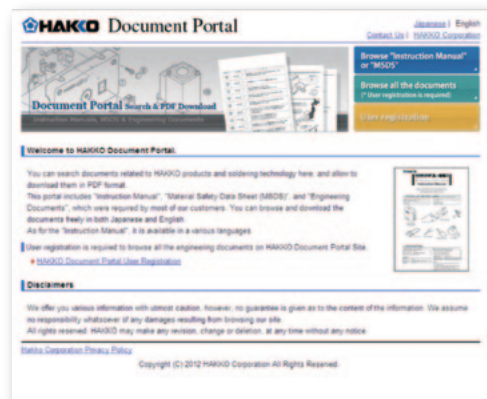 HAKKO Document Portal
Japanese | English
Contact Us | HAKKO Corporation
Document Portal Search & PDF Download
Instruction Manuals, MSDS & Engineering Documents
Browse "Instruction Manual"
or "MSDS"
Browse all the documents
(* User registration is required)
User registration
Welcome to HAKKO Document Portal.
You can search documents related to HAKKO products and soldering technology here, and allow to
download them in PDF format.
This portal includes "Instruction Manual", "Material Safety Data Sheet (MSDS)", and "Engineering
Documents", which were required by most of our customers. You can browse and download the
documents freely in both Japanese and English.
As for the "Instruction Manual", it is available in a various languages.
User registration is required to browse all the engineering documents on HAKKO Document Portal Site.
HAKKO Document Portal User Registration
Disclaimers
We offer you various information with utmost caution, however, no guarantee is given as to the content of the information. We assume
no responsibility whatsoever of any damages resulting from browsing our site.
All rights reserved. HAKKO may make any revision, change or deletion, at any time without any notice.
Hakko Corporation Privacy Policy
Copyright (C) 2012 HAKKO Corporation All Rights Reserved.